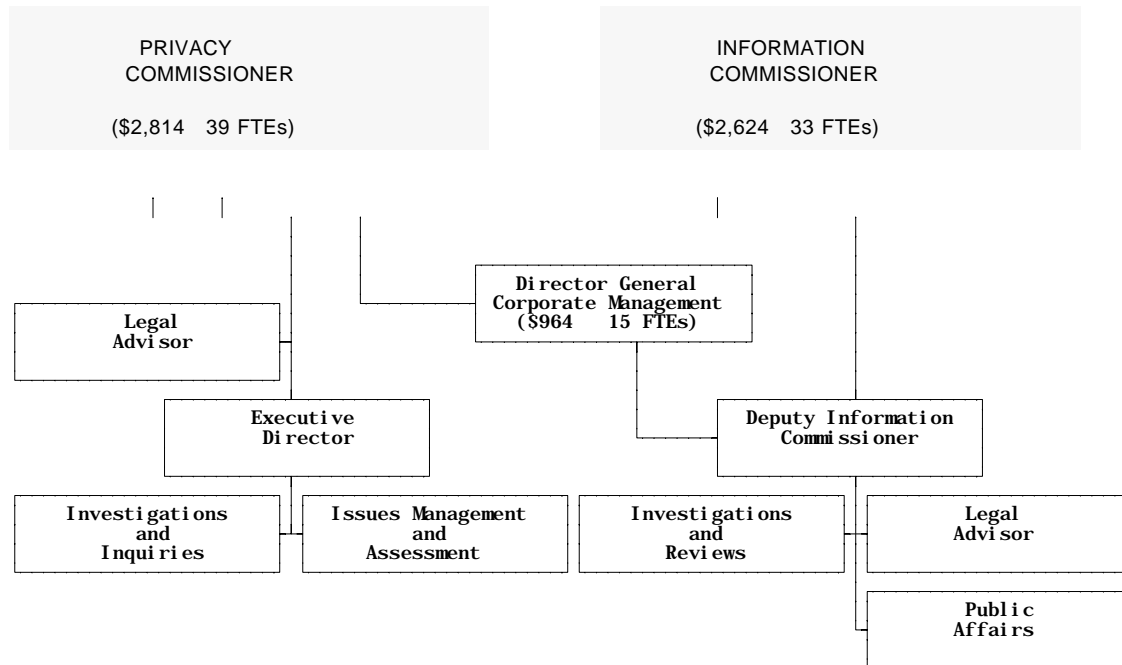 PRIVACY
COMMISSIONER
($2,814 39 FTEs)
INFORMATION
COMMISSIONER
($2,624 33 FTEs)
Director General
Corporate Management
($964 15 FTEs)
Legal
Advisor
Executive
Director
Deputy Information
Commissioner
Investigations
and
Inquiries
Issues Management
and
Assessment
Investigations
and
Reviews
Legal
Advisor
Public
Affairs